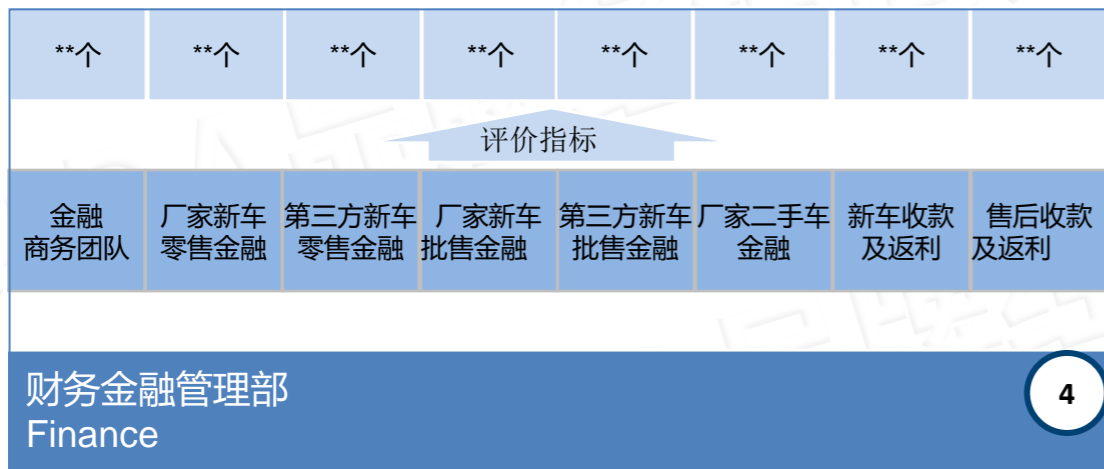 **个 **个 **个 **个 **个 **个 **个 **个
评价指标
金融 厂家新车 第三方新车 厂家新车 第三方新车 厂家二手车 新车收款 售后收款
商务团队 零售金融 零售金融 批售金融 批售金融 金融 及返利 及返利
财务金融管理部
Finance
4